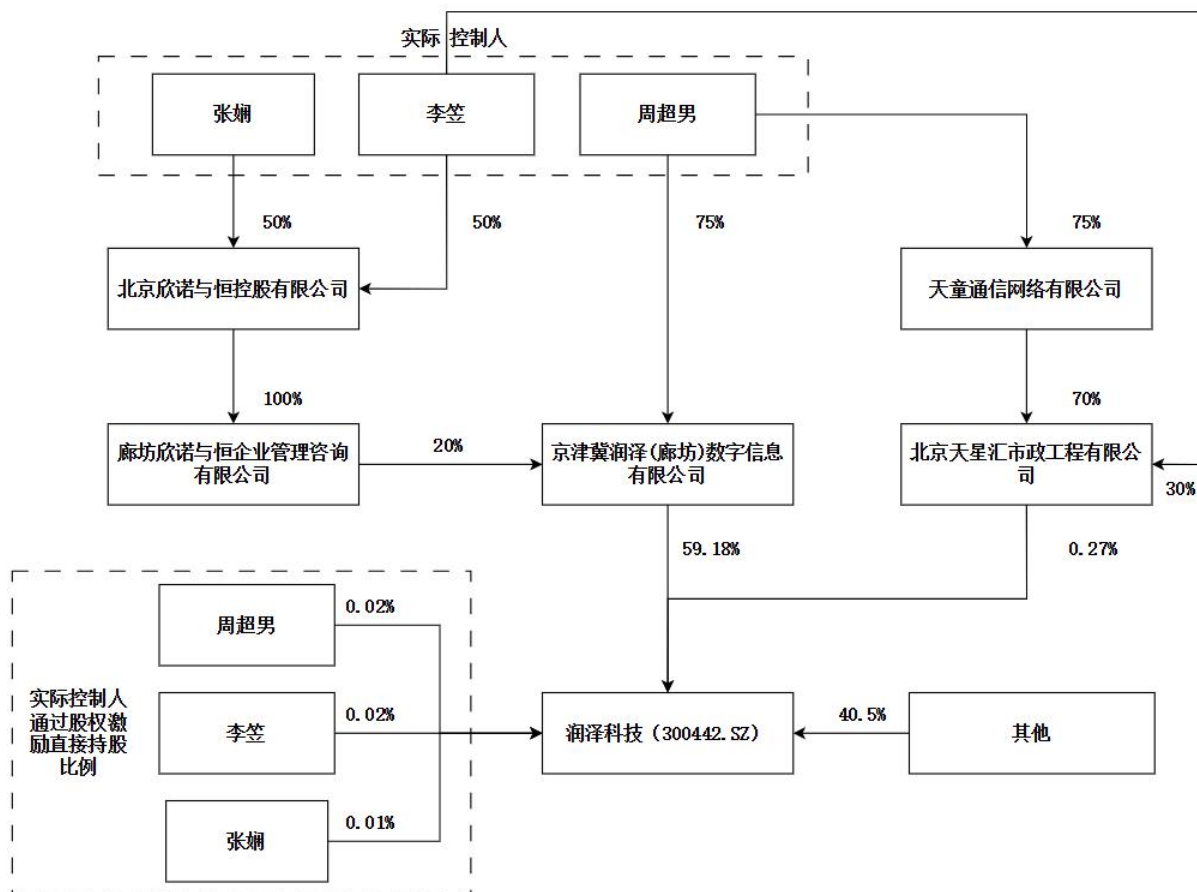 实际 控制人
张娴
李笠
周超男
50%
50%
75%
75%
北京欣诺与恒控股有限公司
天童通信网络有限公司
100%
70%
廊坊欣诺与恒企业管理咨询
有限公司
20%
京津冀润泽(廊坊)数字信息
有限公司
北京天星汇市政工程有限公
司
30%
59.18%
0.27%
实际控制人
通过股权激
励直接持股
比例
周超男
0.02%
李笠
0.02%
张娴
0.01%
润泽科技（300442.SZ）
40.5%
其他